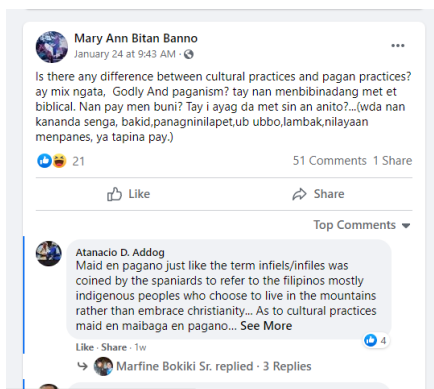 Mary Ann Bitan Banno
January 24 at 9:43 AM ·
Is there any difference between cultural practices and pagan practices?
ay mix ngata, Godly And paganism? tay nan menbibinadang met et
biblical. Nan pay men buni? Tay i ayag da met sin an anito?...(wda nan
kananda senga, bakid,panagninilapet,ub ubbo,lambak,nilayaan
menpanes, ya tapina pay.)
21
51 Comments 1 Share
Like
Share
Top Comments
Atanacio D. Addog
Maid en pagano just like the term infiels/infiles was
coined by the spaniards to refer to the filipinos mostly
indigenous peoples who choose to live in the mountains
rather than embrace christianity... As to cultural practices
maid en maibaga en pagano... See More
4
Like · Share · 1w
Marfine Bokiki Sr. replied · 3 Replies